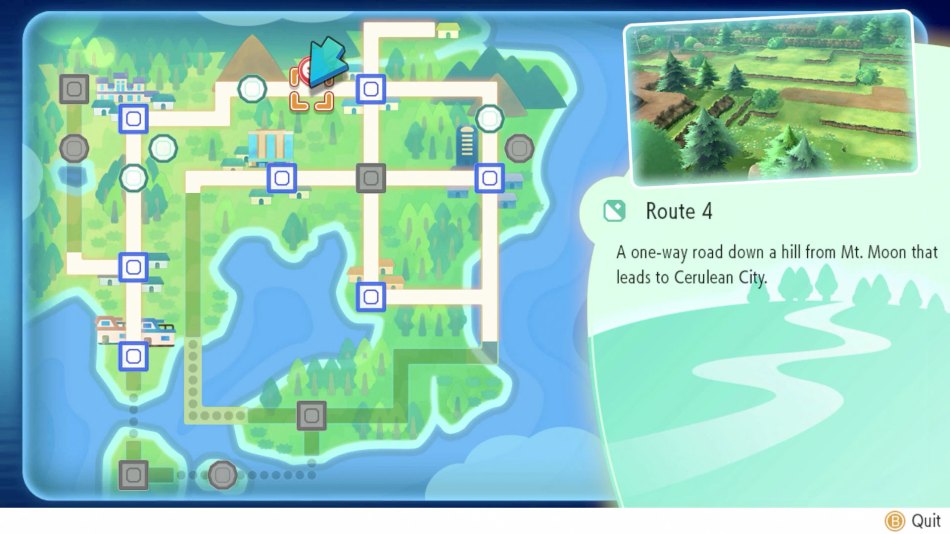 Route 4
A one-way road down a hill from Mt. Moon that
leads to Cerulean City.
B Quit